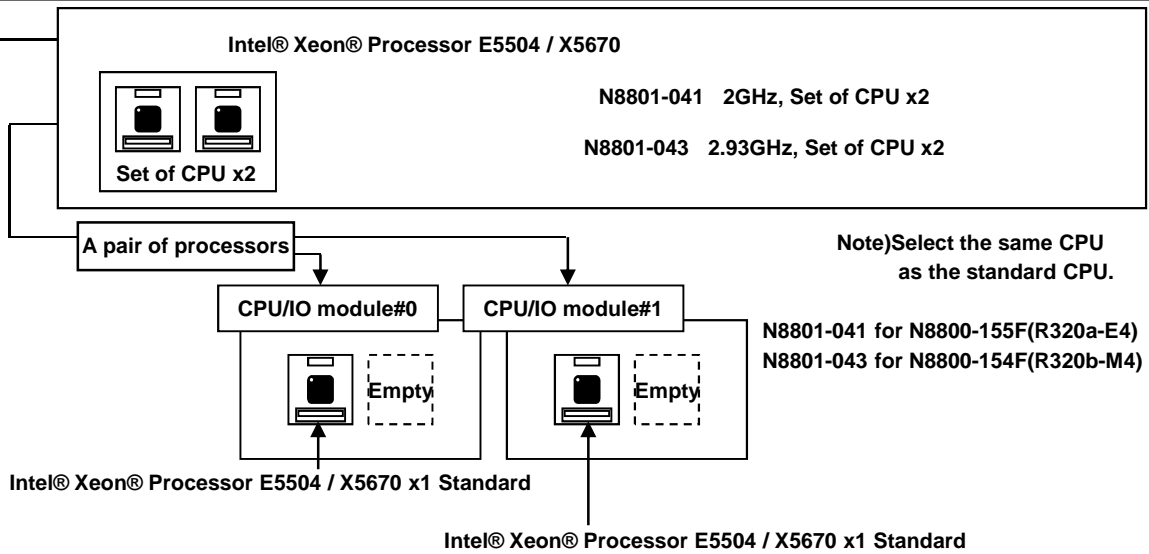 Intel® Xeon® Processor E5504 / X5670
N8801-041 2GHz, Set of CPU x2
N8801-043 2.93GHz, Set of CPU x2
Set of CPU x2
A pair of processors
Note)Select the same CPU
as the standard CPU.
CPU/IO module#0
CPU/IO module#1
N8801-041 for N8800-155F(R320a-E4)
N8801-043 for N8800-154F(R320b-M4)
Empty
Empty
Intel® Xeon® Processor E5504 / X5670 x1 Standard
Intel® Xeon® Processor E5504 / X5670 x1 Standard